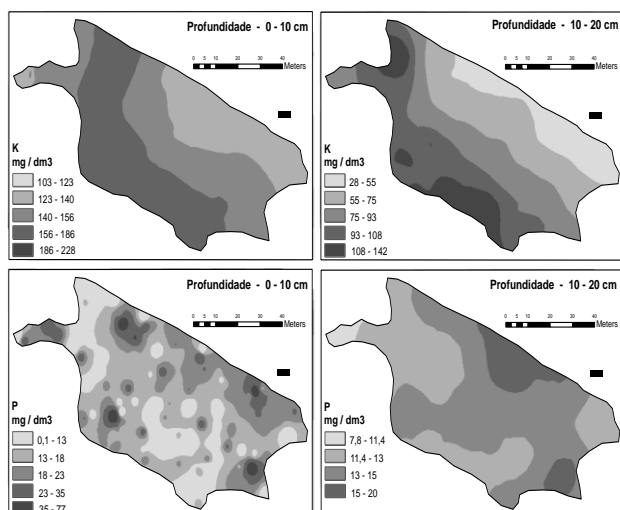 Profundidade - 0 - 10 cm
0 5 10 20 30 40
Meters
K
mg / dm3
103 - 123
123 - 140
140 - 156
156 - 186
186 - 228
Profundidade - 10 - 20 cm
0 5 10 20 30 40
Meters
K
mg / dm3
28 - 55
55 - 75
75 - 93
93 - 108
108 - 142
Profundidade - 0 - 10 cm
0 5 10 20 30 40
Meters
P
mg / dm3
0,1 - 13
13 - 18
18 - 23
23 - 35
35 - 77
Profundidade - 10 - 20 cm
0 5 10 20 30 40
Meters
P
mg / dm3
7,8 - 11,4
11,4 - 13
13 - 15
15 - 20